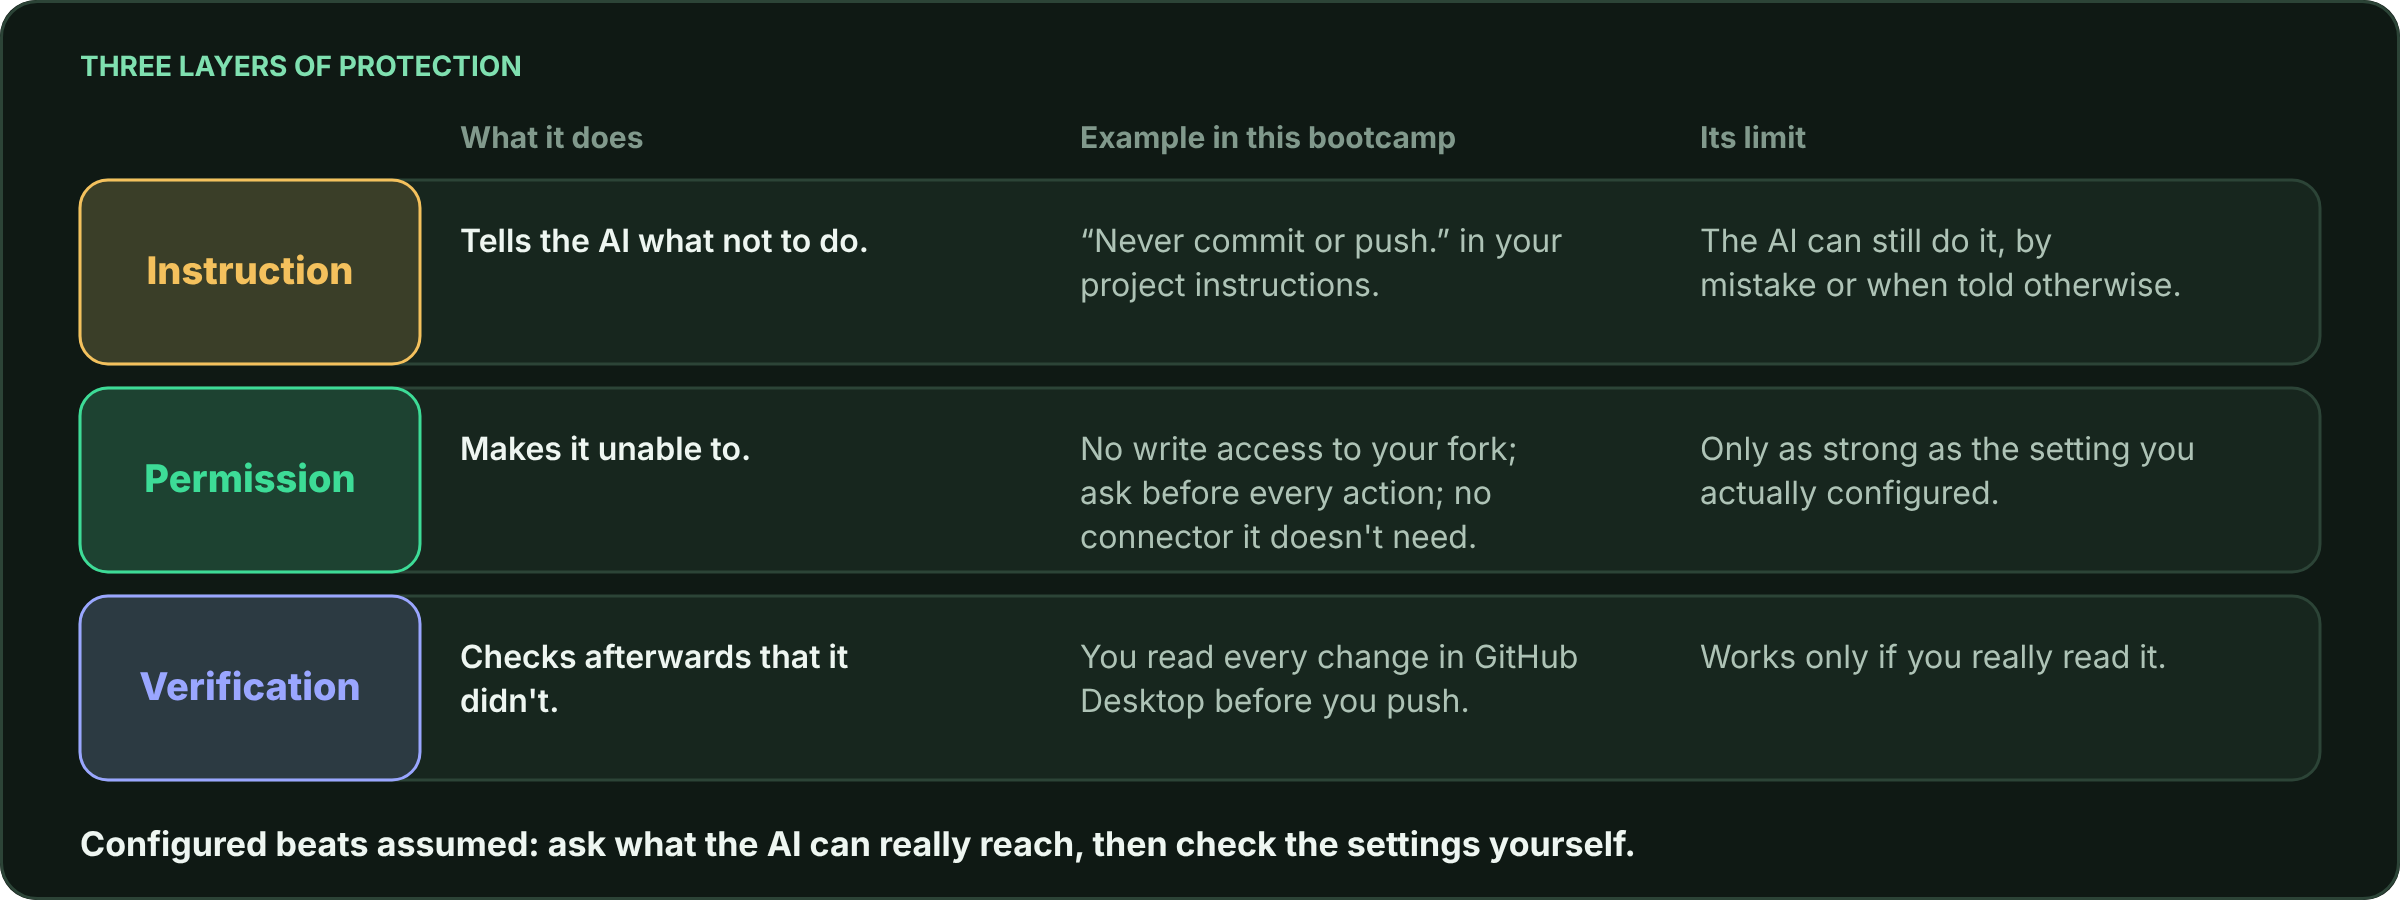 THREE LAYERS OF PROTECTION
What it does
Example in this bootcamp
Its limit
Instruction
Tells the AI what not to do.
“Never commit or push.” in your
project instructions.
The AI can still do it, by
mistake or when told otherwise.
Permission
Makes it unable to.
No write access to your fork;
ask before every action; no
connector it doesn't need.
Only as strong as the setting you
actually configured.
Verification
Checks afterwards that it
didn't.
You read every change in GitHub
Desktop before you push.
Works only if you really read it.
Configured beats assumed: ask what the AI can really reach, then check the settings yourself.